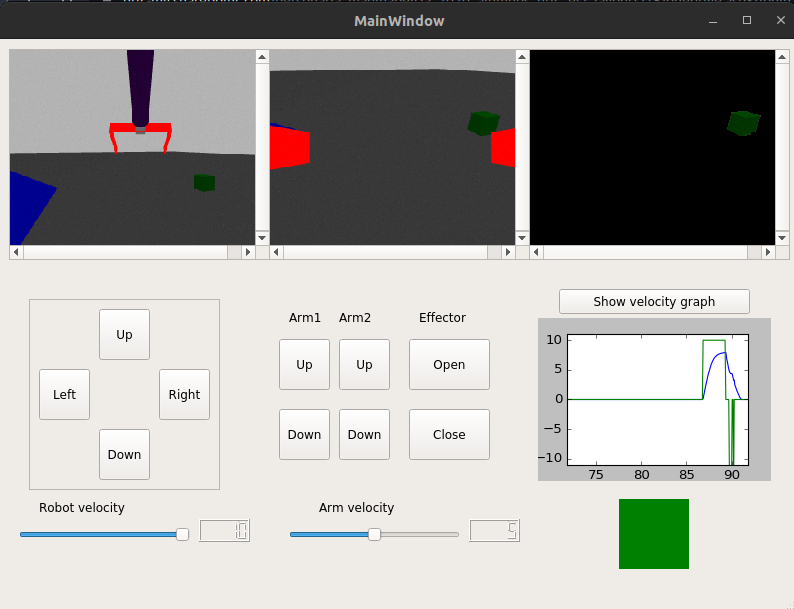 MainWindow
Show velocity graph
Arm1 Arm2 Effector
Up
Up Up Open
Left Right
Down
Down Down Close
10
5
0
−5
−10
75 80 85 90
Robot velocity
Arm velocity
10
5